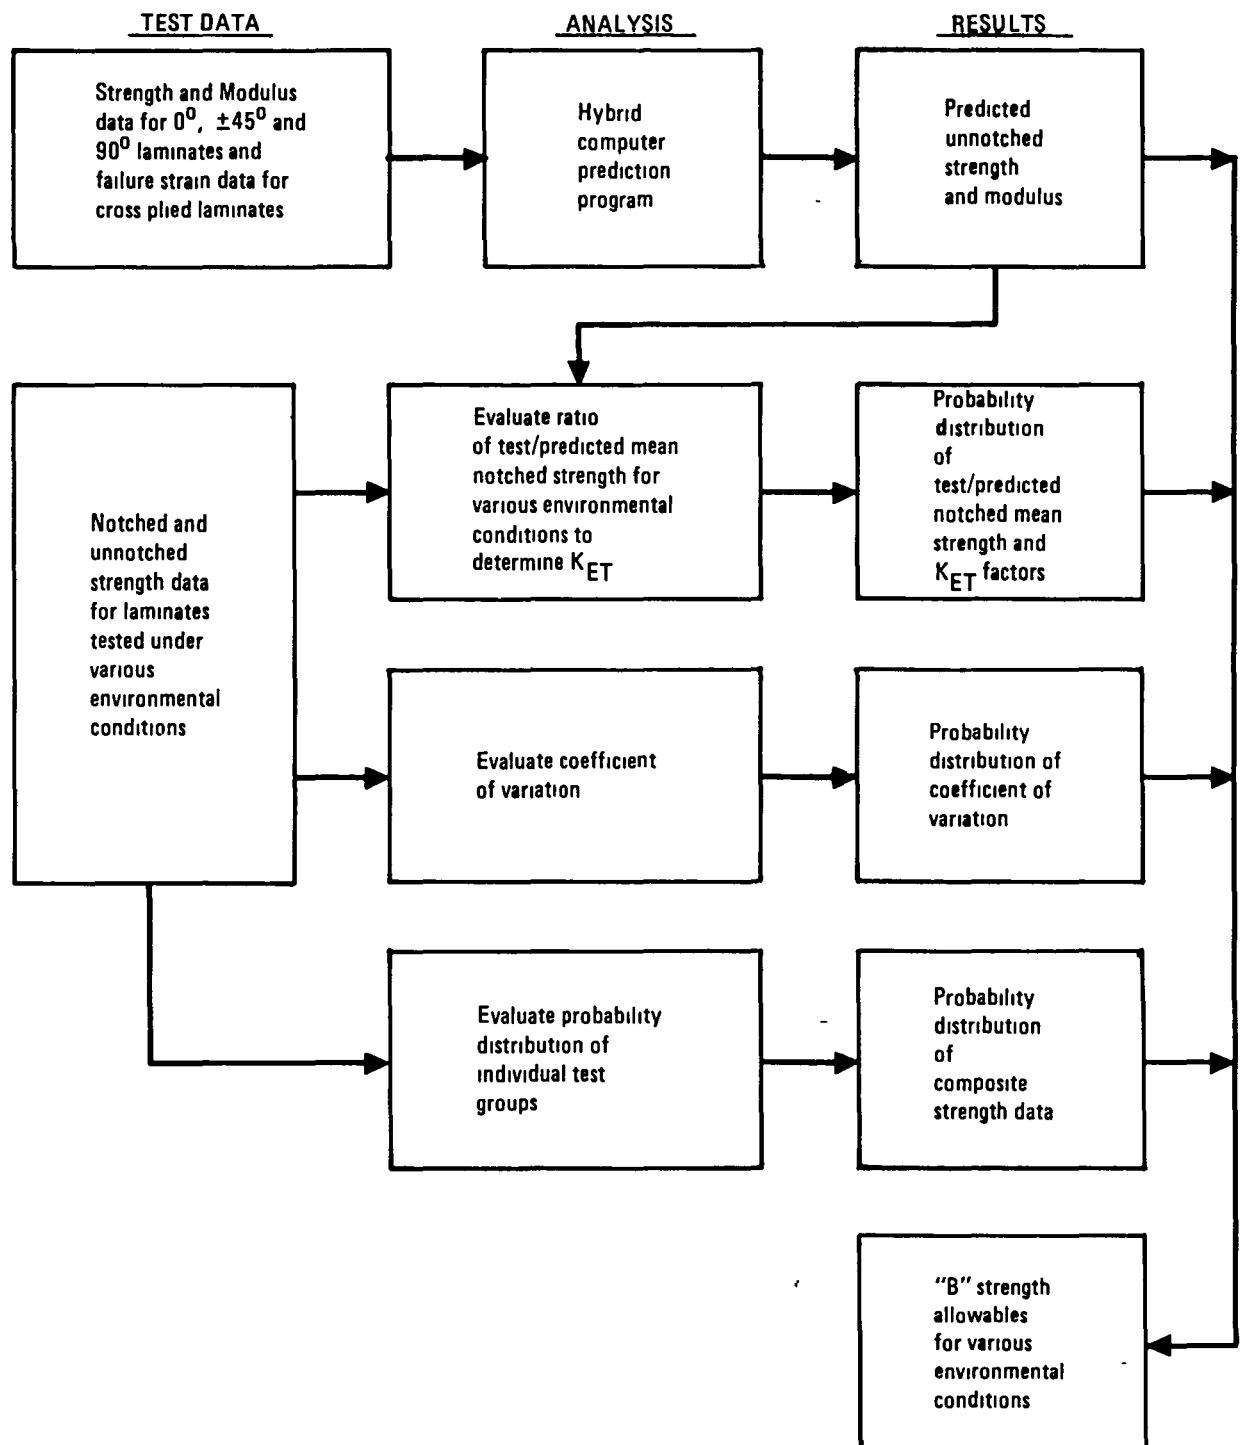 TEST DATA
ANALYSIS
RESULTS
Strength and Modulus
data for 0⁰, ±45⁰ and
90⁰ laminates and
failure strain data for
cross plied laminates
Hybrid
computer
prediction
program
Predicted
unnotched
strength
and modulus
Notched and
unnotched
strength data
for laminates
tested under
various
environmental
conditions
Evaluate ratio
of test/predicted mean
notched strength for
various environmental
conditions to
determine K_ET
Probability
distribution
of
test/predicted
notched mean
strength and
K_ET factors
Evaluate coefficient
of variation
Probability
distribution of
coefficient of
variation
Evaluate probability
distribution of
individual test
groups
Probability
distribution
of
composite
strength data
"B" strength
allowables
for various
environmental
conditions